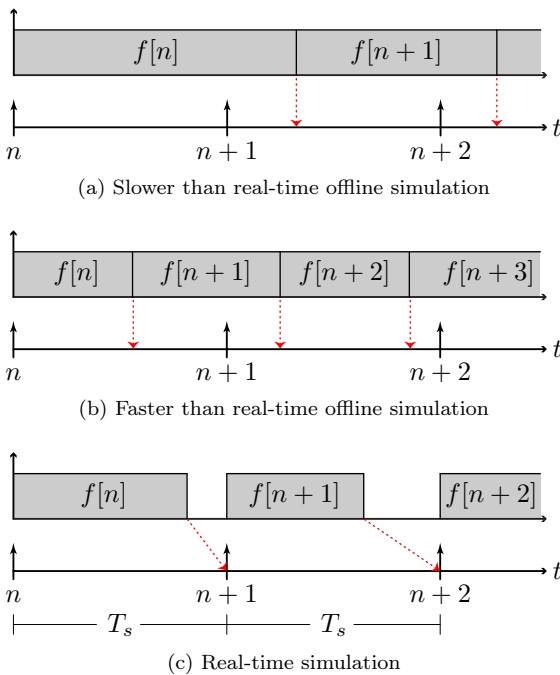 f[n] f[n + 1]
t
n n + 1 n + 2
(a) Slower than real-time offline simulation
f[n] f[n + 1] f[n + 2] f[n + 3]
t
n n + 1 n + 2
(b) Faster than real-time offline simulation
f[n] f[n + 1] f[n + 2]
t
n n + 1 n + 2
T_s T_s
(c) Real-time simulation